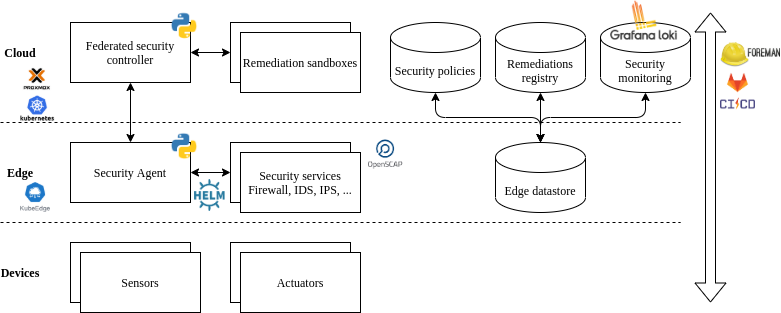 Cloud
PROXMOX
kubernetes
Federated security
controller
Remediation sandboxes
Security policies
Remediations
registry
Grafana loki
Security
monitoring
FOREMAN
CI/CD
Edge
KubeEdge
Security Agent
HELM
Security services
Firewall, IDS, IPS, ...
OpenSCAP
Edge datastore
Devices
Sensors
Actuators